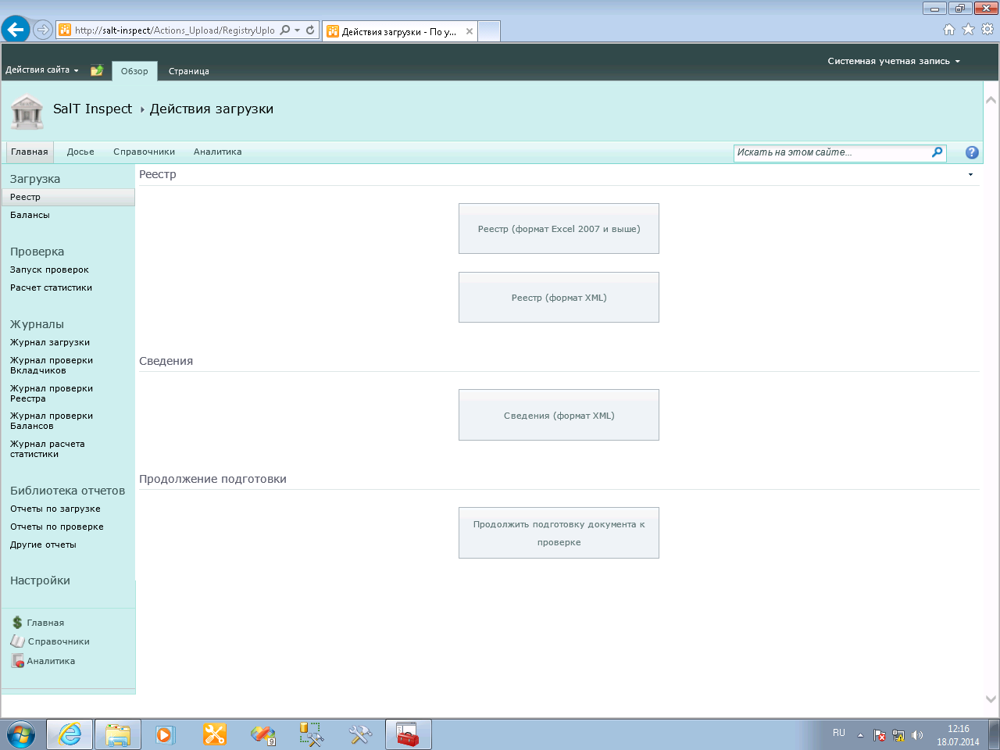 http://salt-inspect/Actions_Upload/RegistryUplo
Действия загрузки - По у...
Действия сайта
Обзор
Страница
Системная учетная запись
SalT Inspect
Действия загрузки
Главная
Досье
Справочники
Аналитика
Искать на этом сайте...
Загрузка
Реестр
Балансы
Проверка
Запуск проверок
Расчет статистики
Журналы
Журнал загрузки
Журнал проверки
Вкладчиков
Журнал проверки
Реестра
Журнал проверки
Балансов
Журнал расчета
статистики
Библиотека отчетов
Отчеты по загрузке
Отчеты по проверке
Другие отчеты
Настройки
Главная
Справочники
Аналитика
Реестр
Реестр (формат Excel 2007 и выше)
Реестр (формат XML)
Сведения
Сведения (формат XML)
Продолжение подготовки
Продолжить подготовку документа к
проверке
9
RU
12:16
18.07.2014